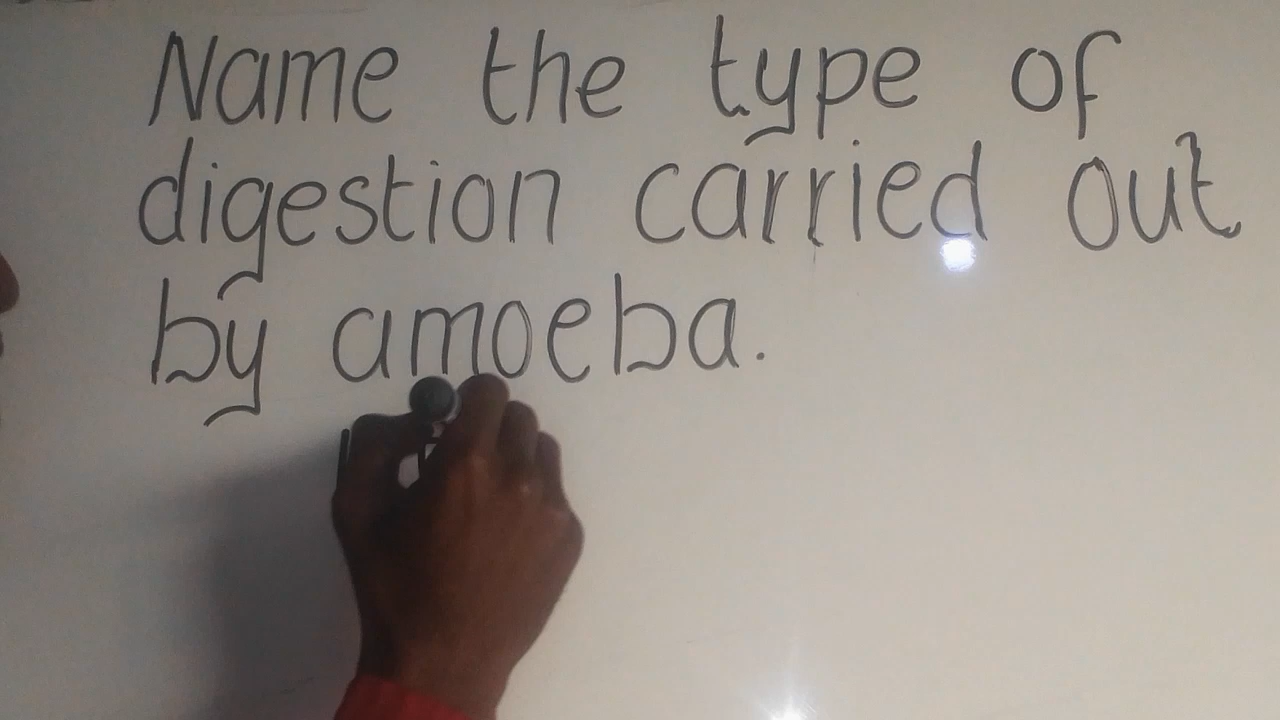 Name the type of
digestion carried out
by amoeba.